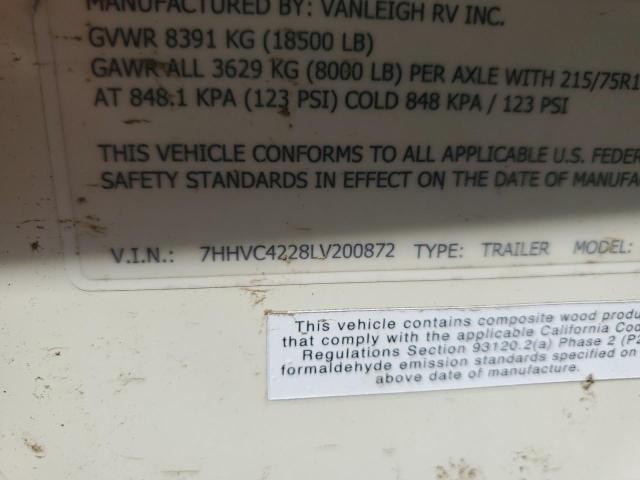 MANUFACTURED BY: VANLEIGH RV INC.
GVWR 8391 KG (18500 LB)
GAWR ALL 3629 KG (8000 LB) PER AXLE WITH 215/75R1
AT 848.1 KPA (123 PSI) COLD 848 KPA / 123 PSI
THIS VEHICLE CONFORMS TO ALL APPLICABLE U.S. FEDER
SAFETY STANDARDS IN EFFECT ON THE DATE OF MANUFA
V.I.N.: 7HHVC4228LV200872 TYPE: TRAILER MODEL:
This vehicle contains composite wood produ
that comply with the applicable California Cod
Regulations Section 93120.2(a) Phase 2 (P2
formaldehyde emission standards specified on
above date of manufacture.